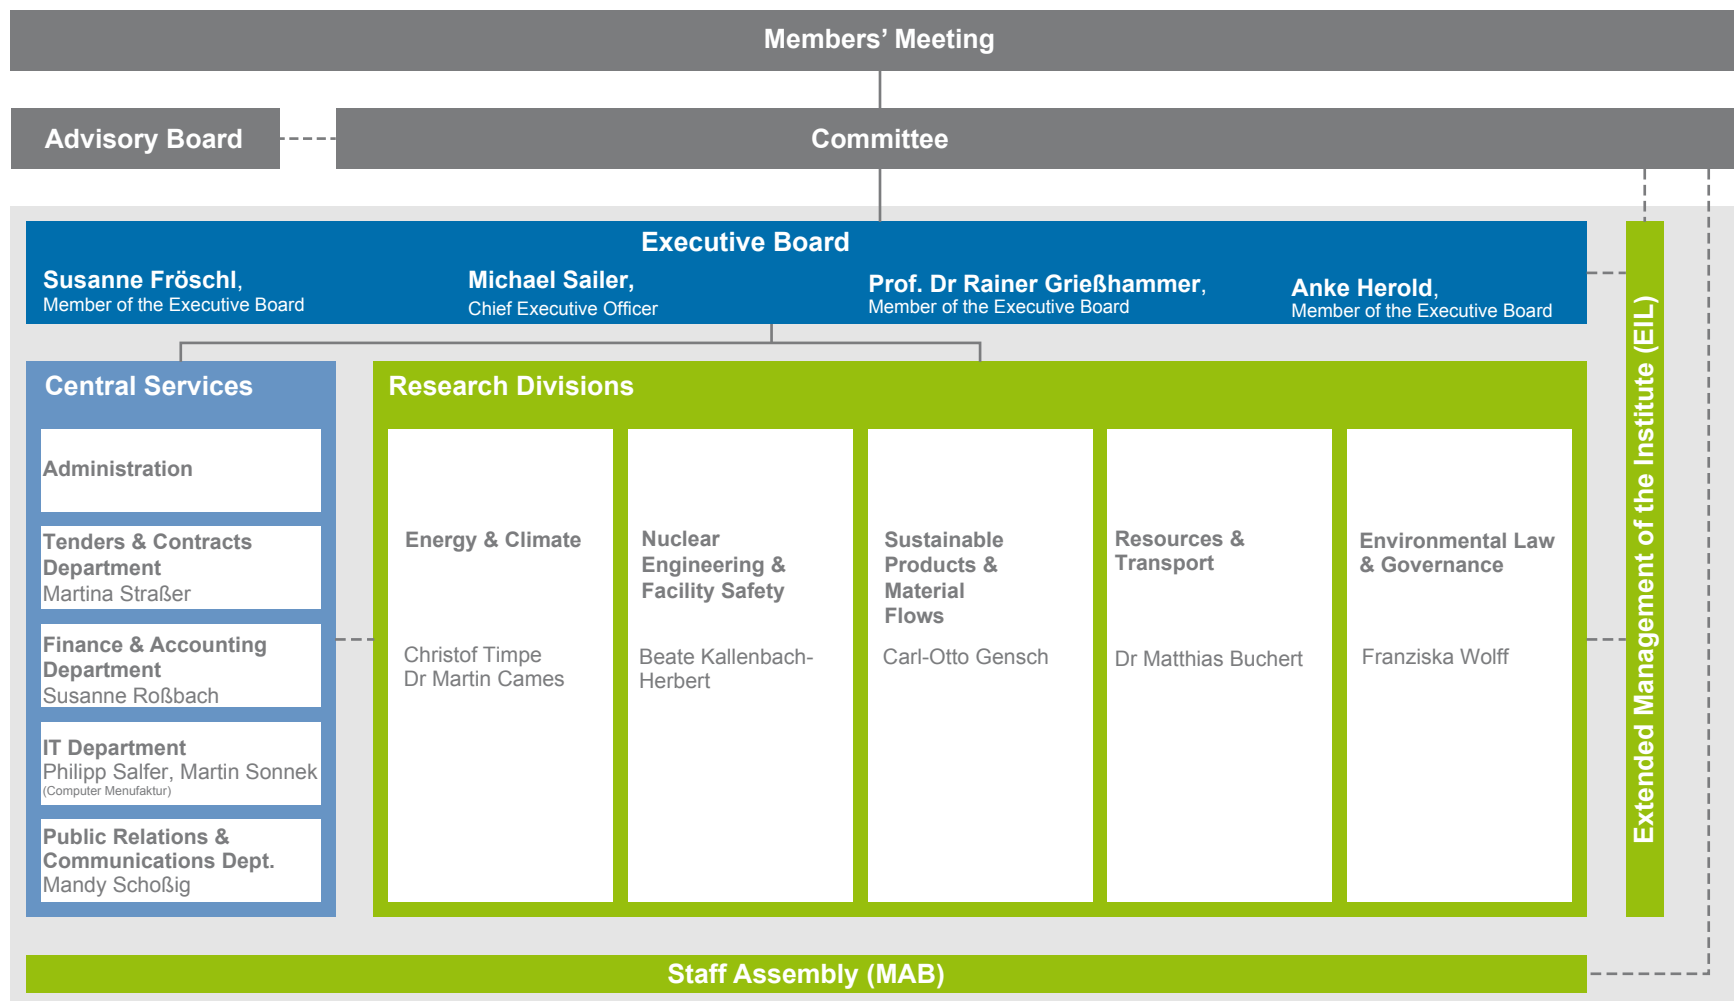 Members’ Meeting
Advisory Board
Committee
Executive Board
Susanne Fröschl,
Member of the Executive Board
Michael Sailer,
Chief Executive Officer
Prof. Dr Rainer Grießhammer,
Member of the Executive Board
Anke Herold,
Member of the Executive Board
Central Services
Administration
Tenders & Contracts
Department
Martina Straßer
Finance & Accounting
Department
Susanne Roßbach
IT Department
Philipp Salfer, Martin Sonnek
(Computer Menufaktur)
Public Relations &
Communications Dept.
Mandy Schoßig
Research Divisions
Energy & Climate
Christof Timpe
Dr Martin Cames
Nuclear
Engineering &
Facility Safety
Beate Kallenbach-
Herbert
Sustainable
Products &
Material
Flows
Carl-Otto Gensch
Resources &
Transport
Dr Matthias Buchert
Environmental Law
& Governance
Franziska Wolff
Extended Management of the Institute (EIL)
Staff Assembly (MAB)